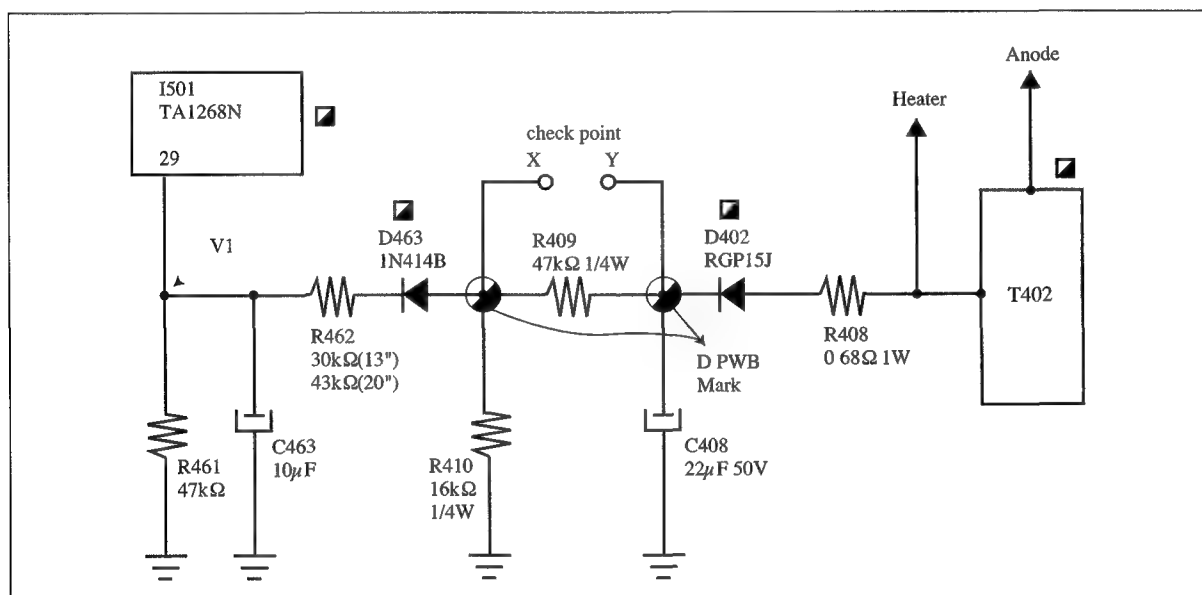 I501
TA1268N
29
V1
check point
X Y
D463
1N414B
R409
47kΩ 1/4W
D402
RGP15J
Heater
Anode
T402
R462
30kΩ(13")
43kΩ(20")
R408
0 68Ω 1W
D PWB
Mark
R461
47kΩ
C463
10μF
R410
16kΩ
1/4W
C408
22μF 50V